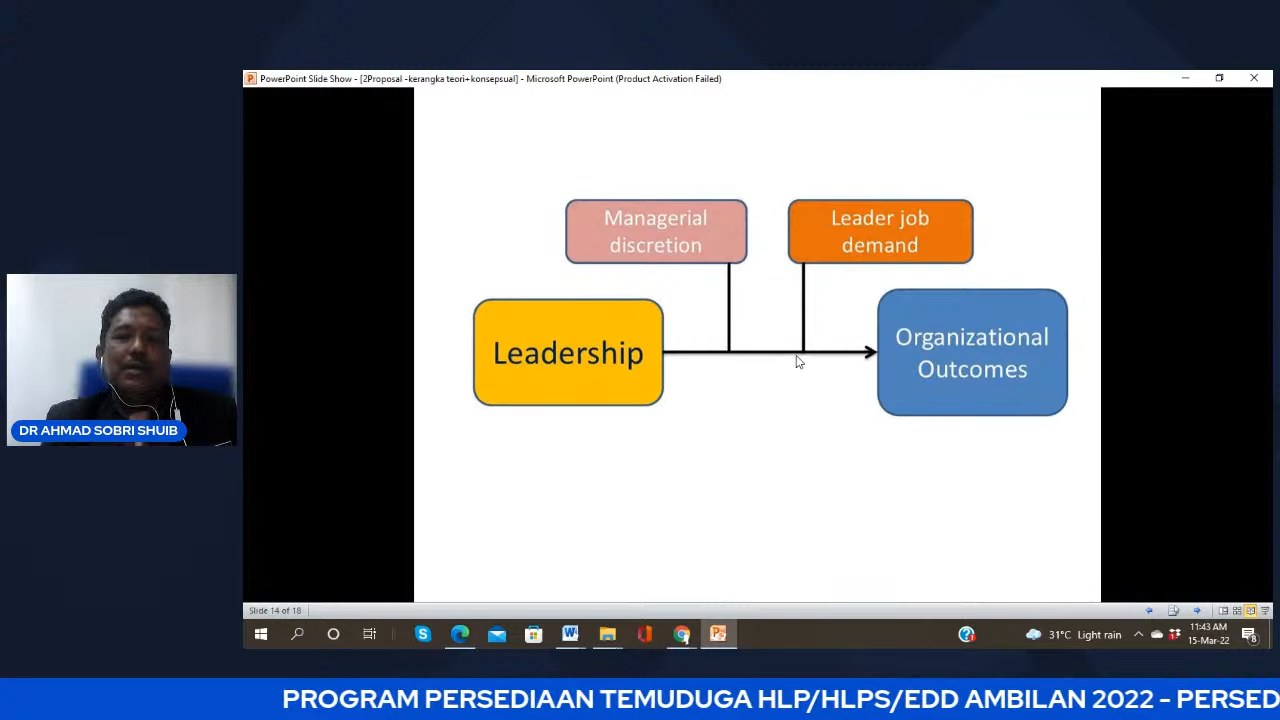 PowerPoint Slide Show - [2Proposal -kerangka teori+konsepsual] - Microsoft PowerPoint (Product Activation Failed)
Managerial
discretion
Leader job
demand
Leadership
Organizational
Outcomes
DR AHMAD SOBRI SHUIB
Slide 14 of 18
31°C Light rain
11:43 AM
15-Mar-22
8
PROGRAM PERSEDIAAN TEMUDUGA HLP/HLPS/EDD AMBILAN 2022 - PERSED